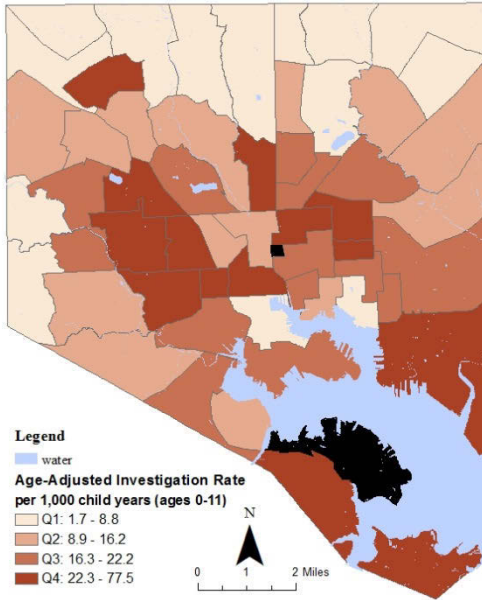 Legend
water
Age-Adjusted Investigation Rate
per 1,000 child years (ages 0-11)
Q1: 1.7 - 8.8
Q2: 8.9 - 16.2
Q3: 16.3 - 22.2
Q4: 22.3 - 77.5
N
0 1 2 Miles